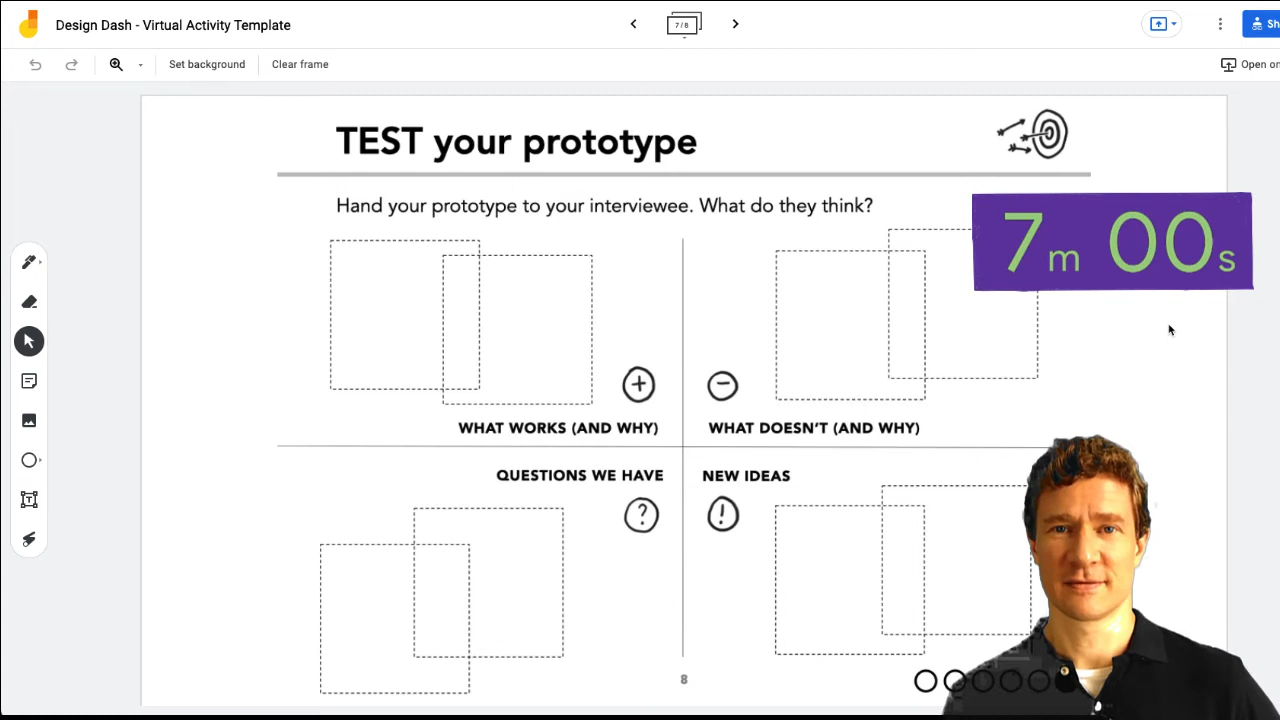 Design Dash - Virtual Activity Template
7/8
Set background
Clear frame
TEST your prototype
Hand your prototype to your interviewee. What do they think?
7m 00s
+
−
WHAT WORKS (AND WHY)
WHAT DOESN'T (AND WHY)
QUESTIONS WE HAVE
NEW IDEAS
?
!
T
8